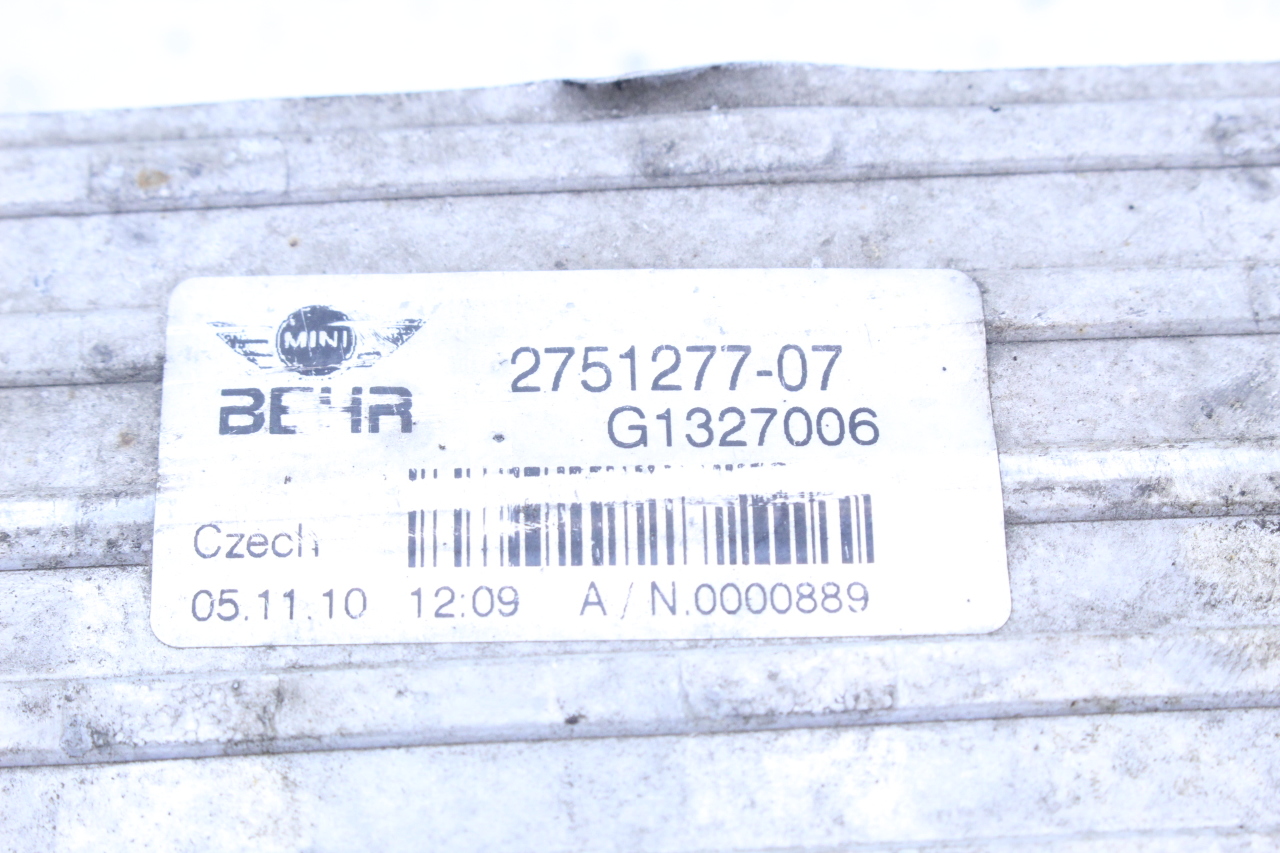 MINI
BEHR
2751277-07
G1327006
Czech
05.11.10 12:09 A / N.0000889